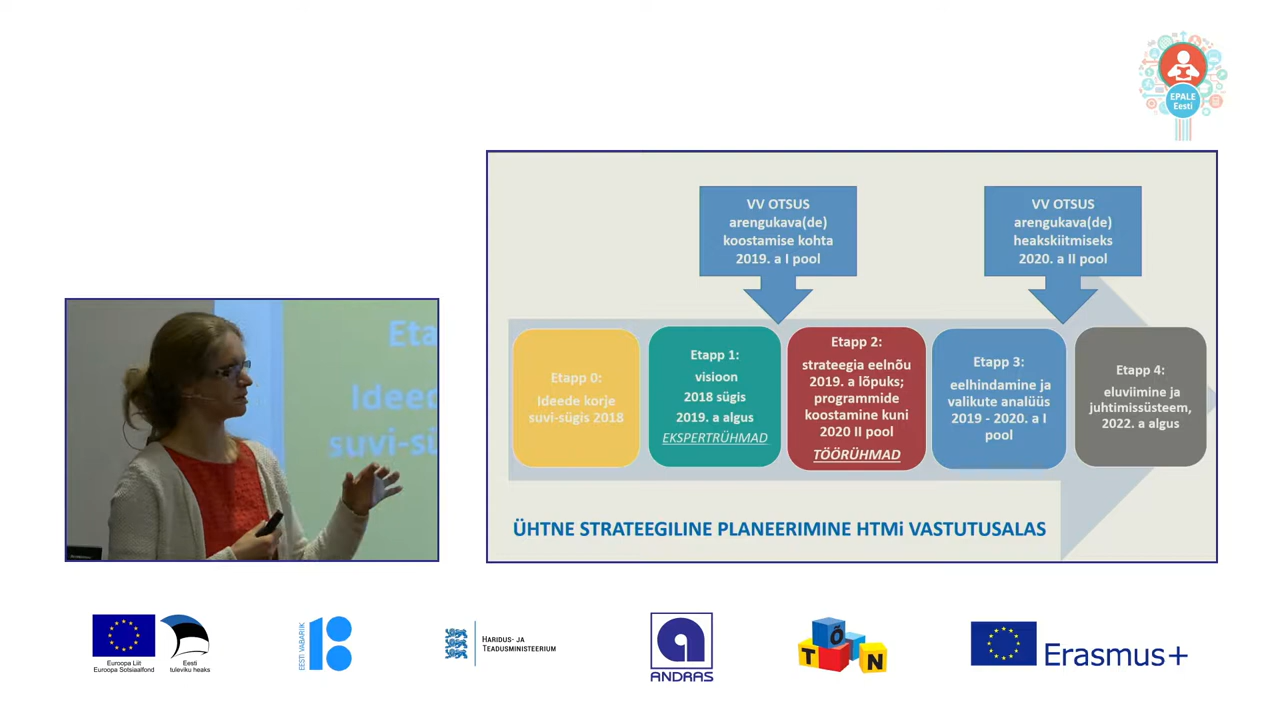 EPALE
Eesti
VV OTSUS
arengukava(de)
koostamise kohta
2019. a I pool
VV OTSUS
arengukava(de)
heakskiitmiseks
2020. a II pool
Etapp 0:
Ideede korje
suvi-sügis 2018
Etapp 1:
visioon
2018 sügis
2019. a algus
EKSPERTRÜHMAD
Etapp 2:
strateegia eelnõu
2019. a lõpuks;
programmide
koostamine kuni
2020 II pool
TÖÖRÜHMAD
Etapp 3:
eelhindamine ja
valikute analüüs
2019 - 2020. a I
pool
Etapp 4:
eluviimine ja
juhtimissüsteem,
2022. a algus
ÜHTNE STRATEEGILINE PLANEERIMINE HTMi VASTUTUSALAS
Eta
Ideed
suvi-sü
Euroopa Liit
Euroopa Sotsiaalfond
Eesti
tuleviku heaks
EESTI VABARIIK
100
HARIDUS- JA
TEADUSMINISTEERIUM
a
ANDRAS
TÕN
Erasmus+